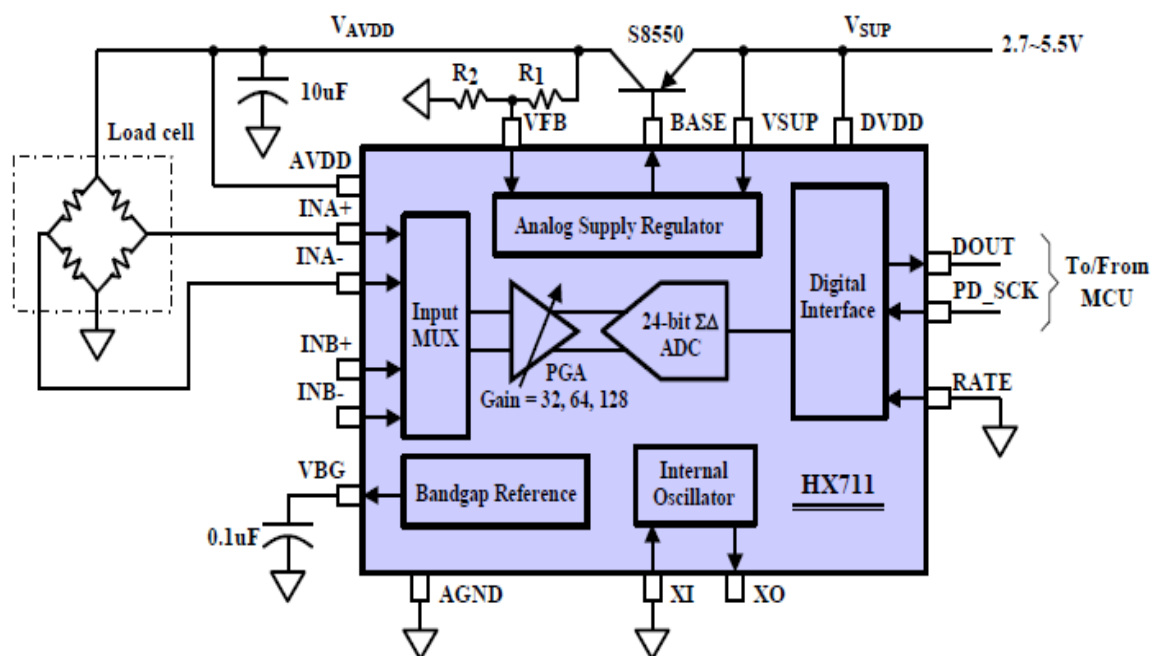 V_AVDD
S8550
V_SUP
2.7~5.5V
10uF
R2
R1
Load cell
VFB
BASE
VSUP
DVDD
AVDD
INA+
INA-
INB+
INB-
Analog Supply Regulator
Input
MUX
PGA
Gain = 32, 64, 128
24-bit ΣΔ
ADC
Digital
Interface
DOUT
PD_SCK
To/From
MCU
RATE
VBG
Bandgap Reference
Internal
Oscillator
HX711
0.1uF
AGND
XI
XO